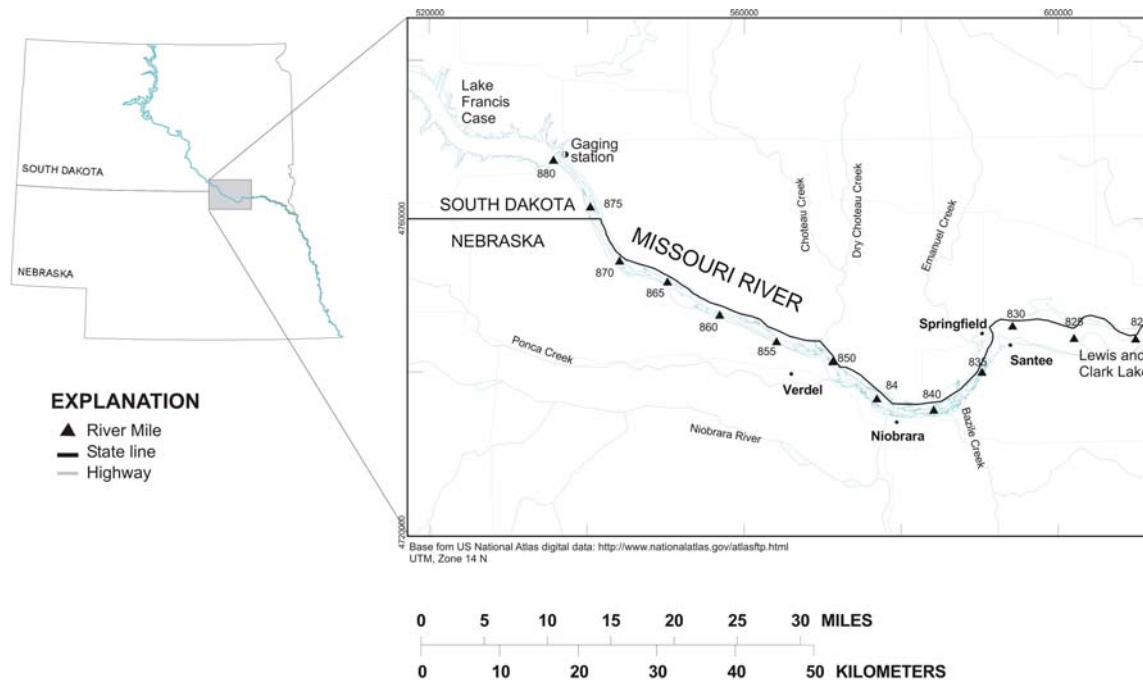 520000
560000
600000
Lake
Francis
Case
Gaging
station
880
875
SOUTH DAKOTA
4760000
NEBRASKA
MISSOURI RIVER
870
865
860
855
850
84
840
835
830
825
82
Choteau Creek
Dry Choteau Creek
Emanuel Creek
Springfield
Santee
Lewis and
Clark Lake
Ponca Creek
Verdel
Niobrara
Niobrara River
Bazile Creek
4720000
SOUTH DAKOTA
NEBRASKA
EXPLANATION
River Mile
State line
Highway
Base fom US National Atlas digital data: http://www.nationalatlas.gov/atlasftp.html
UTM, Zone 14 N
0 5 10 15 20 25 30 MILES
0 10 20 30 40 50 KILOMETERS